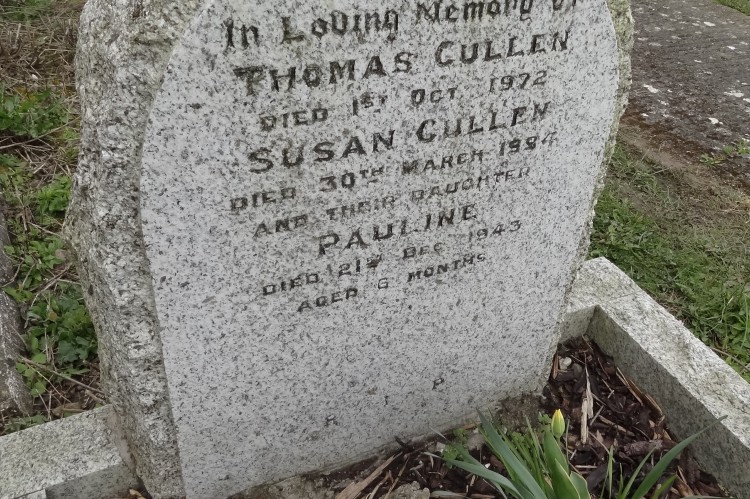 In Loving Memory of
THOMAS CULLEN
DIED 1ST OCT 1972
SUSAN CULLEN
DIED 30TH MARCH 1994
AND THEIR DAUGHTER
PAULINE
DIED 21ST DEC 1943
AGED 6 MONTHS
R I P